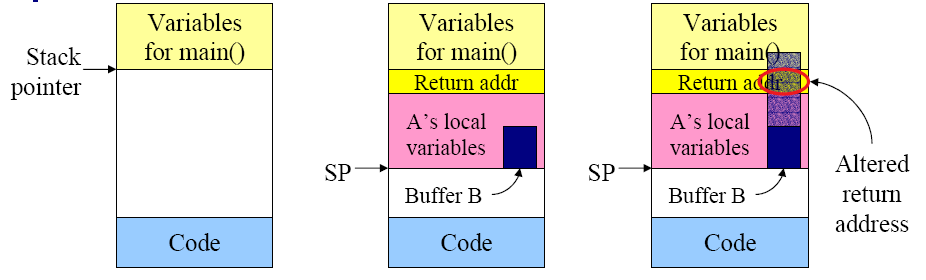 Variables
for main()
Stack
pointer
Code
Variables
for main()
Return addr
A's local
variables
SP
Buffer B
Code
Variables
for main()
Return addr
A's local
variables
SP
Buffer B
Code
Altered
return
address